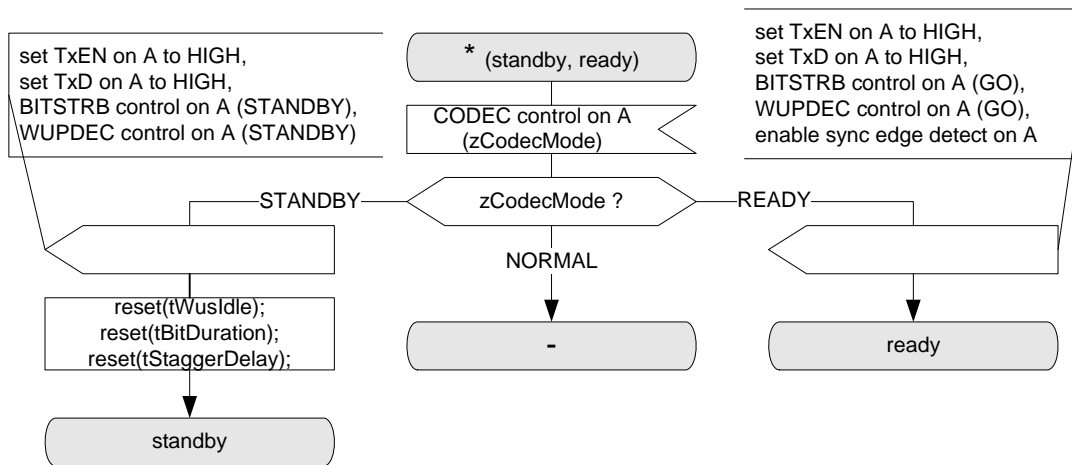 set TxEN on A to HIGH,
set TxD on A to HIGH,
BITSTRB control on A (STANDBY),
WUPDEC control on A (STANDBY)
* (standby, ready)
CODEC control on A
(zCodecMode)
set TxEN on A to HIGH,
set TxD on A to HIGH,
BITSTRB control on A (GO),
WUPDEC control on A (GO),
enable sync edge detect on A
STANDBY
zCodecMode ?
READY
NORMAL
reset(tWusIdle);
reset(tBitDuration);
reset(tStaggerDelay);
-
ready
standby